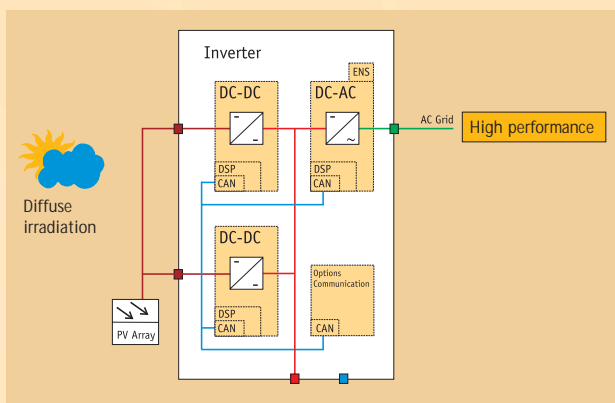 Inverter
ENS
DC-DC
DC-AC
AC Grid
High performance
DSP
CAN
DSP
CAN
Diffuse
irradiation
DC-DC
Options
Communication
DSP
CAN
CAN
PV Array